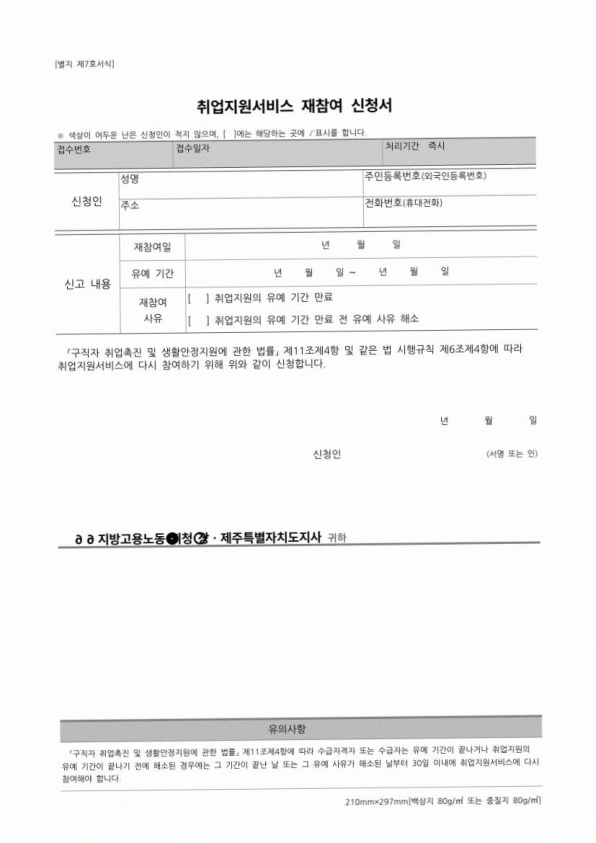 [별지 제7호서식]
취업지원서비스 재참여 신청서
※ 색상이 어두운 난은 신청인이 적지 않으며, [ ]에는 해당하는 곳에 √표시를 합니다.
접수번호 접수일자 처리기간 즉시
신청인 성명 주민등록번호(외국인등록번호)
주소 전화번호(휴대전화)
신고 내용
재참여일 년 월 일
유예 기간 년 월 일 ~ 년 월 일
재참여 사유
[ ] 취업지원의 유예 기간 만료
[ ] 취업지원의 유예 기간 만료 전 유예 사유 해소
「구직자 취업촉진 및 생활안정지원에 관한 법률」 제11조제4항 및 같은 법 시행규칙 제6조제4항에 따라
취업지원서비스에 다시 참여하기 위해 위와 같이 신청합니다.
년 월 일
신청인 (서명 또는 인)
지방고용노동 · 제주특별자치도지사 귀하
유의사항
「구직자 취업촉진 및 생활안정지원에 관한 법률」 제11조제4항에 따라 수급자격자 또는 수급자는 유예 기간이 끝나거나 취업지원의
유예 기간이 끝나기 전에 해소된 경우에는 그 기간이 끝난 날 또는 그 유예 사유가 해소된 날부터 30일 이내에 취업지원서비스에 다시
참여해야 합니다.
210mm×297mm[백상지 80g/㎡ 또는 중질지 80g/㎡]